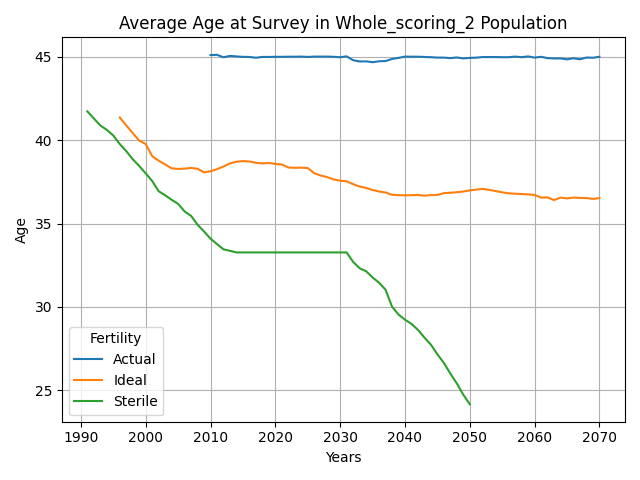 Average Age at Survey in Whole_scoring_2 Population
45
40
35
30
25
Age
Fertility
Actual
Ideal
Sterile
1990 2000 2010 2020 2030 2040 2050 2060 2070
Years